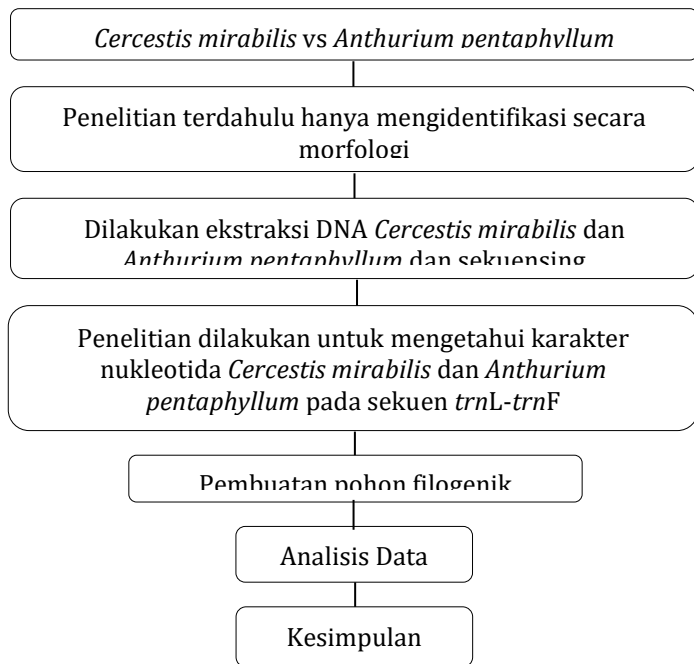 Cercestis mirabilis vs Anthurium pentaphyllum
Penelitian terdahulu hanya mengidentifikasi secara
morfologi
Dilakukan ekstraksi DNA Cercestis mirabilis dan
Anthurium pentaphyllum dan sekuensing
Penelitian dilakukan untuk mengetahui karakter
nukleotida Cercestis mirabilis dan Anthurium
pentaphyllum pada sekuen trnL-trnF
Pembuatan pohon filogenik
Analisis Data
Kesimpulan